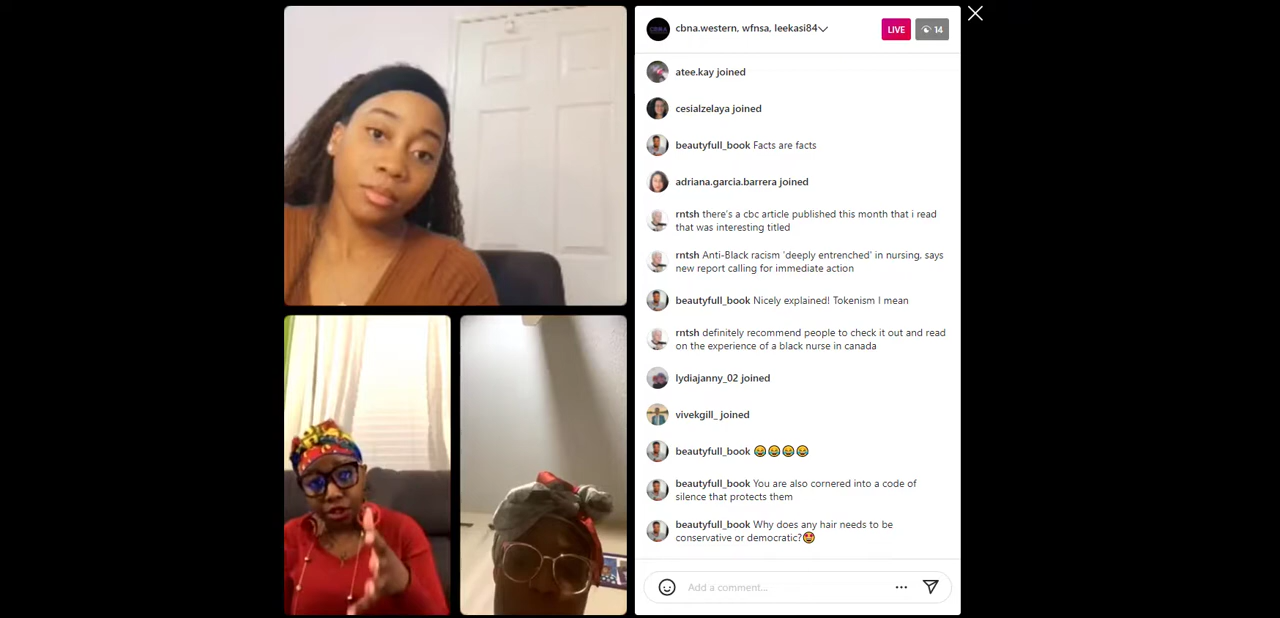 cbna.western, wfnsa, leekasi84
LIVE
14
atee.kay joined
cesialzelaya joined
beautyfull_book Facts are facts
adriana.garcia.barrera joined
rntsh there's a cbc article published this month that i read
that was interesting titled
rntsh Anti-Black racism 'deeply entrenched' in nursing, says
new report calling for immediate action
beautyfull_book Nicely explained! Tokenism I mean
rntsh definitely recommend people to check it out and read
on the experience of a black nurse in canada
lydiajanny_02 joined
vivekgill_ joined
beautyfull_book 😂😂😂😂
beautyfull_book You are also cornered into a code of
silence that protects them
beautyfull_book Why does any hair needs to be
conservative or democratic?🤩
Add a comment...